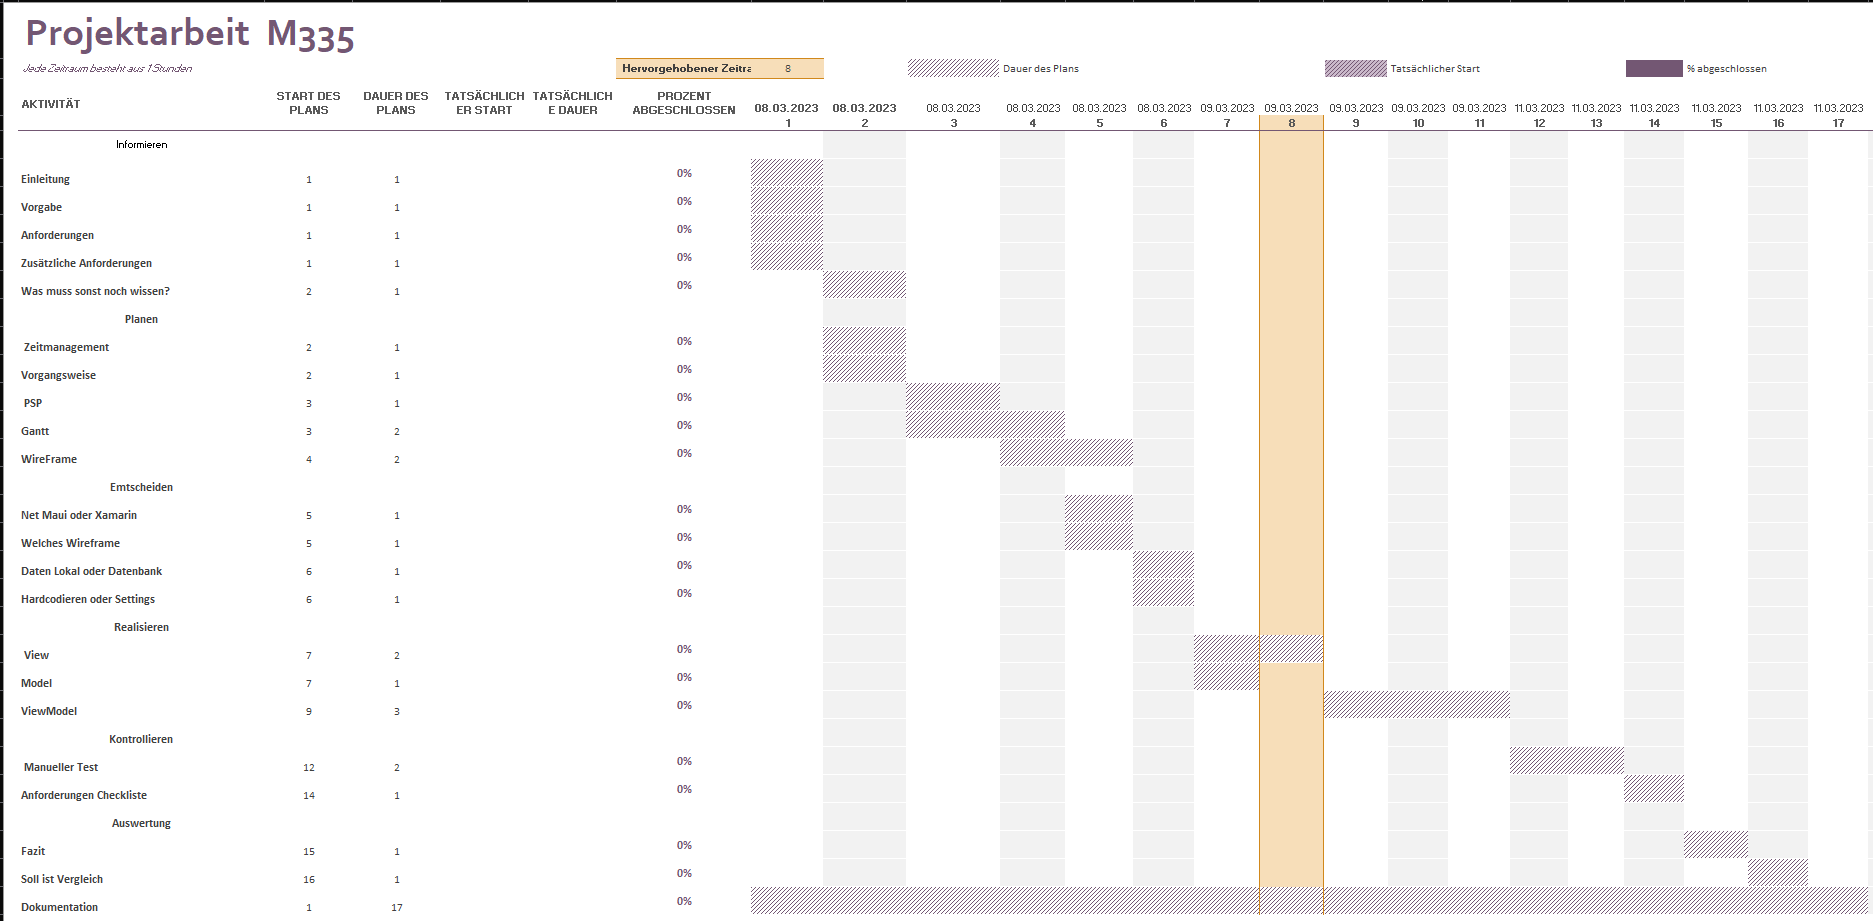 Projektarbeit M335
Jede Zeitraum besteht aus 1 Stunden
Hervorgehobener Zeitra 8
Dauer des Plans
Tatsächlicher Start
% abgeschlossen
AKTIVITÄT
START DES PLANS
DAUER DES PLANS
TATSÄCHLICH ER START
TATSÄCHLICH E DAUER
PROZENT ABGESCHLOSSEN
08.03.2023 08.03.2023 08.03.2023 08.03.2023 08.03.2023 08.03.2023 09.03.2023 09.03.2023 09.03.2023 09.03.2023 09.03.2023 11.03.2023 11.03.2023 11.03.2023 11.03.2023 11.03.2023 11.03.2023
1 2 3 4 5 6 7 8 9 10 11 12 13 14 15 16 17
Informieren
Einleitung 1 1 0%
Vorgabe 1 1 0%
Anforderungen 1 1 0%
Zusätzliche Anforderungen 1 1 0%
Was muss sonst noch wissen? 2 1 0%
Planen
Zeitmanagement 2 1 0%
Vorgangsweise 2 1 0%
PSP 3 1 0%
Gantt 3 2 0%
WireFrame 4 2 0%
Emtscheiden
Net Maui oder Xamarin 5 1 0%
Welches Wireframe 5 1 0%
Daten Lokal oder Datenbank 6 1 0%
Hardcodieren oder Settings 6 1 0%
Realisieren
View 7 2 0%
Model 7 1 0%
ViewModel 9 3 0%
Kontrollieren
Manueller Test 12 2 0%
Anforderungen Checkliste 14 1 0%
Auswertung
Fazit 15 1 0%
Soll ist Vergleich 16 1 0%
Dokumentation 1 17 0%